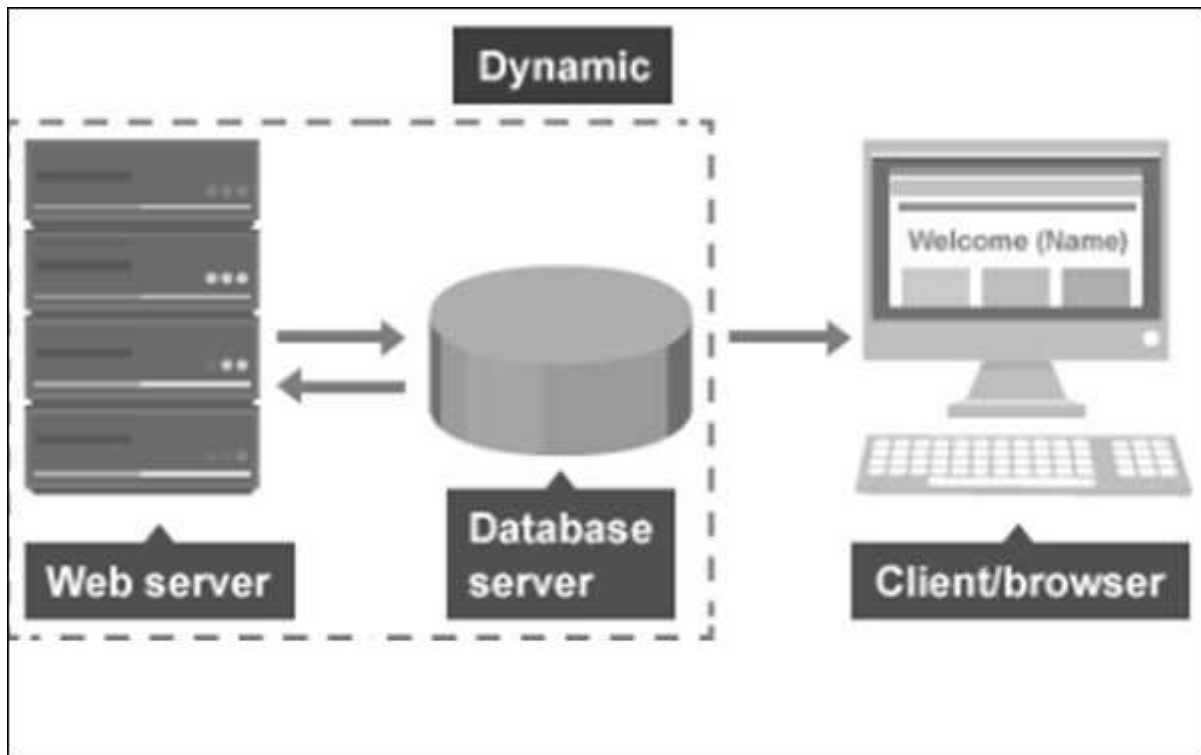 Dynamic
Welcome (Name)
Web server
Database
server
Client/browser